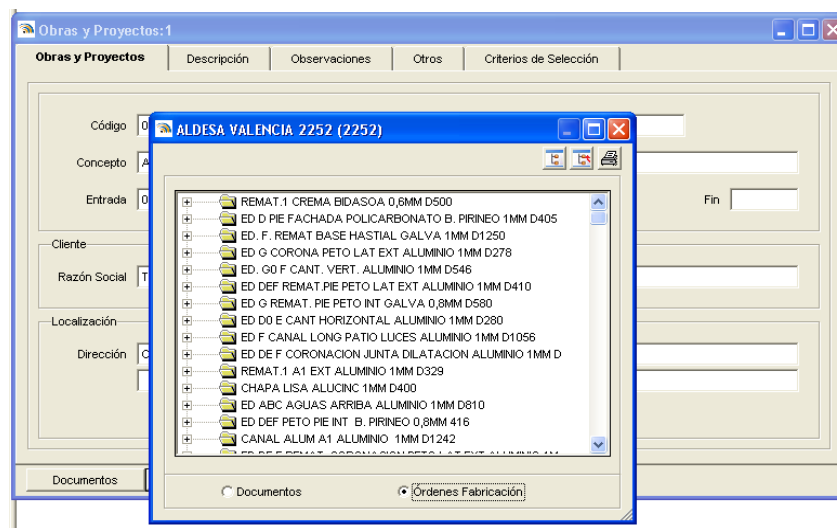 Obras y Proyectos:1
Obras y Proyectos Descripción Observaciones Otros Criterios de Selección
Código 0
Concepto A
Entrada 0
Fin
Cliente
Razón Social T
Localización
Dirección C
Documentos
ALDESA VALENCIA 2252 (2252)
REMAT.1 CREMA BIDASOA 0,6MM D500
ED D PIE FACHADA POLICARBONATO B. PIRINEO 1MM D405
ED. F. REMAT BASE HASTIAL GALVA 1MM D1250
ED G CORONA PETO LAT EXT ALUMINIO 1MM D278
ED. G0 F CANT. VERT. ALUMINIO 1MM D546
ED DEF REMAT.PIE PETO LAT EXT ALUMINIO 1MM D410
ED G REMAT. PIE PETO INT GALVA 0,8MM D580
ED D0 E CANT HORIZONTAL ALUMINIO 1MM D280
ED F CANAL LONG PATIO LUCES ALUMINIO 1MM D1056
ED DE F CORONACION JUNTA DILATACION ALUMINIO 1MM D
REMAT.1 A1 EXT ALUMINIO 1MM D329
CHAPA LISA ALUCINC 1MM D400
ED ABC AGUAS ARRIBA ALUMINIO 1MM D810
ED DEF PETO PIE INT B. PIRINEO 0,8MM 416
CANAL ALUM A1 ALUMINIO 1MM D1242
Documentos Órdenes Fabricación